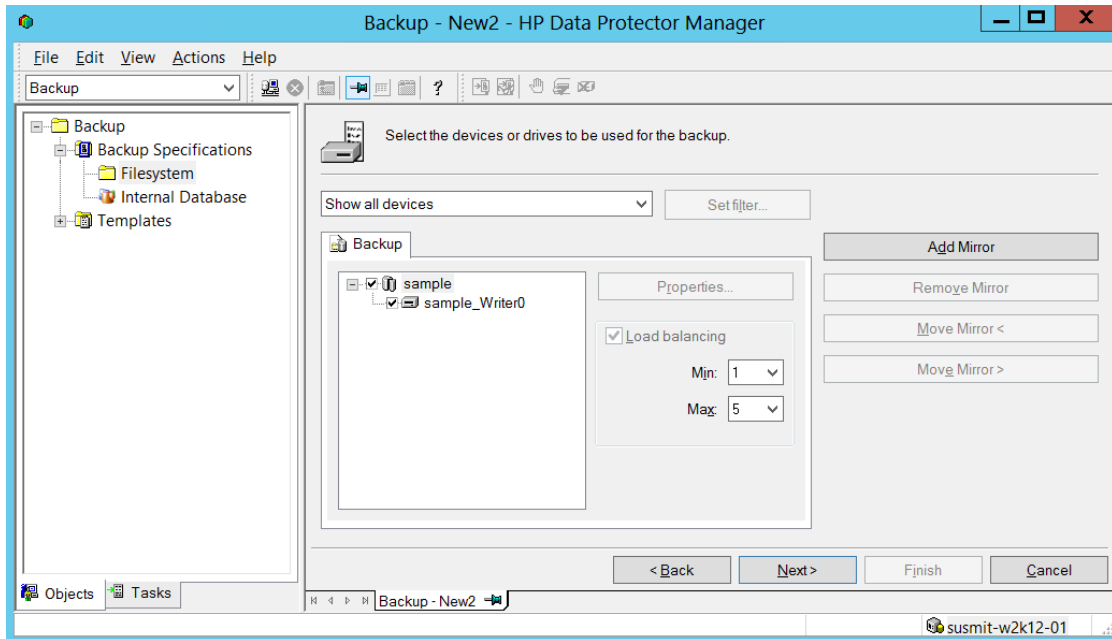 Backup - New2 - HP Data Protector Manager
X
File Edit View Actions Help
Backup
?
Backup
Backup Specifications
Filesystem
Internal Database
Templates
Select the devices or drives to be used for the backup.
Show all devices
Set filter...
Backup
sample
sample_Writer0
Properties...
Load balancing
Min: 1
Max: 5
Add Mirror
Remove Mirror
Move Mirror <
Move Mirror >
< Back
Next >
Finish
Cancel
Objects
Tasks
Backup - New2
susmit-w2k12-01